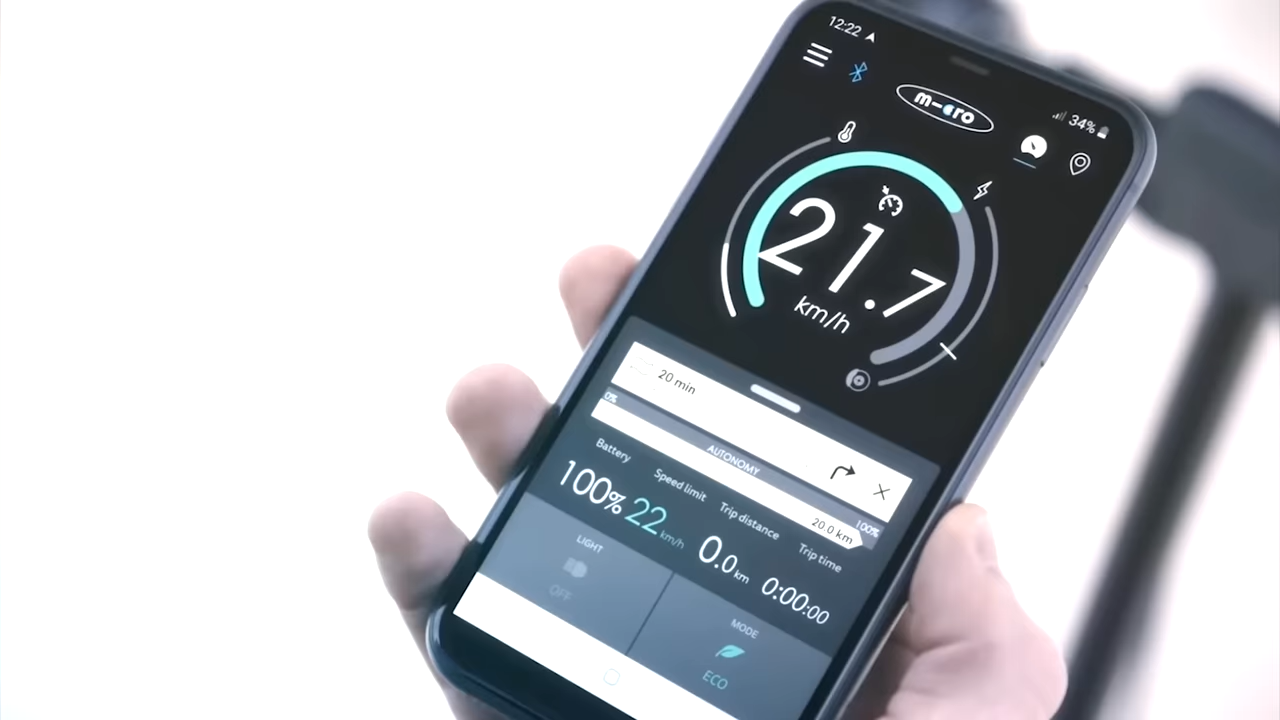 12:22
34%
micro
21.7
km/h
20 min
0%
AUTONOMY
20.0 km
100%
Battery
100%
Speed limit
22 km/h
Trip distance
0.0 km
Trip time
0:00:00
LIGHT
OFF
MODE
ECO